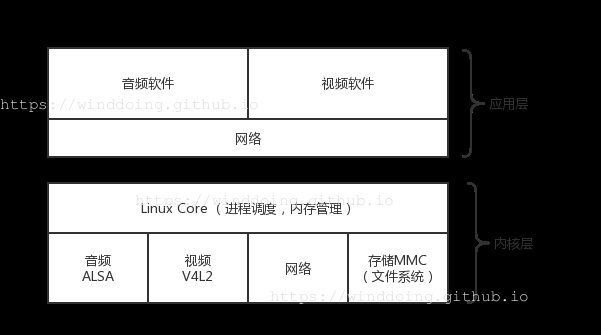 音频软件
视频软件
https://winddoing.github.io
应用层
网络
https://winddoing.github.io
Linux Core（进程调度，内存管理）
内核层
音频
ALSA
视频
V4L2
网络
存储MMC
（文件系统）
https://winddoing.github.io